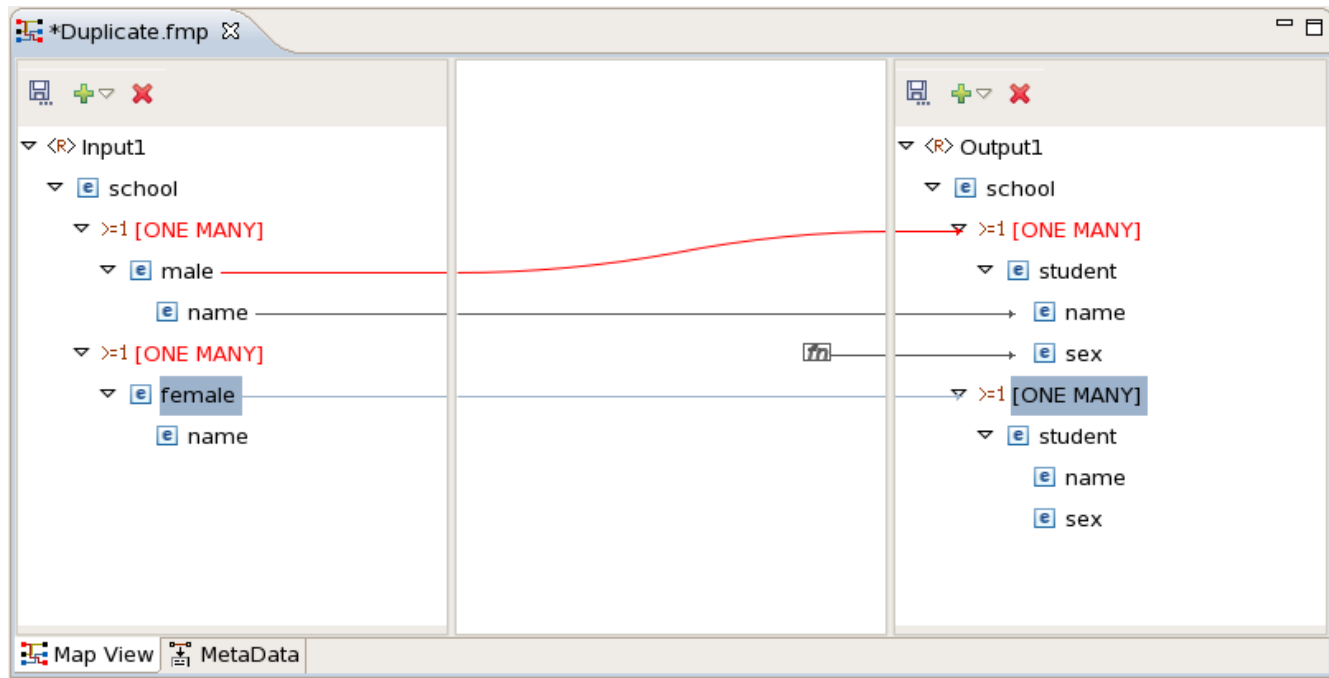 *Duplicate.fmp
<R> Input1
e school
>=1 [ONE MANY]
e male
e name
>=1 [ONE MANY]
e female
e name
fn
<R> Output1
e school
>=1 [ONE MANY]
e student
e name
e sex
>=1 [ONE MANY]
e student
e name
e sex
Map View MetaData